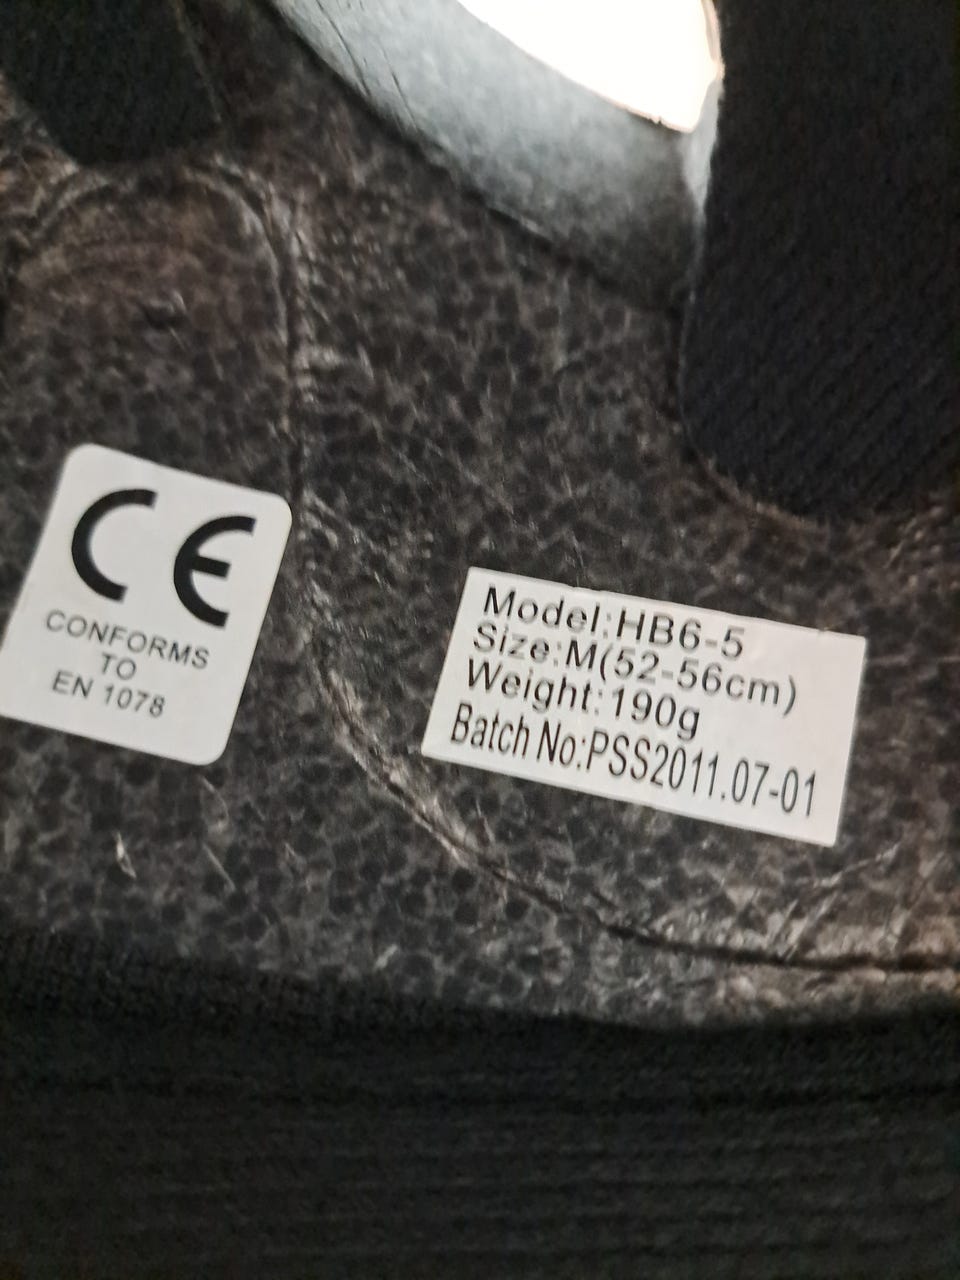 CE
CONFORMS
TO
EN 1078
Model:HB6-5
Size:M(52-56cm)
Weight:190g
Batch No:PSS2011.07-01